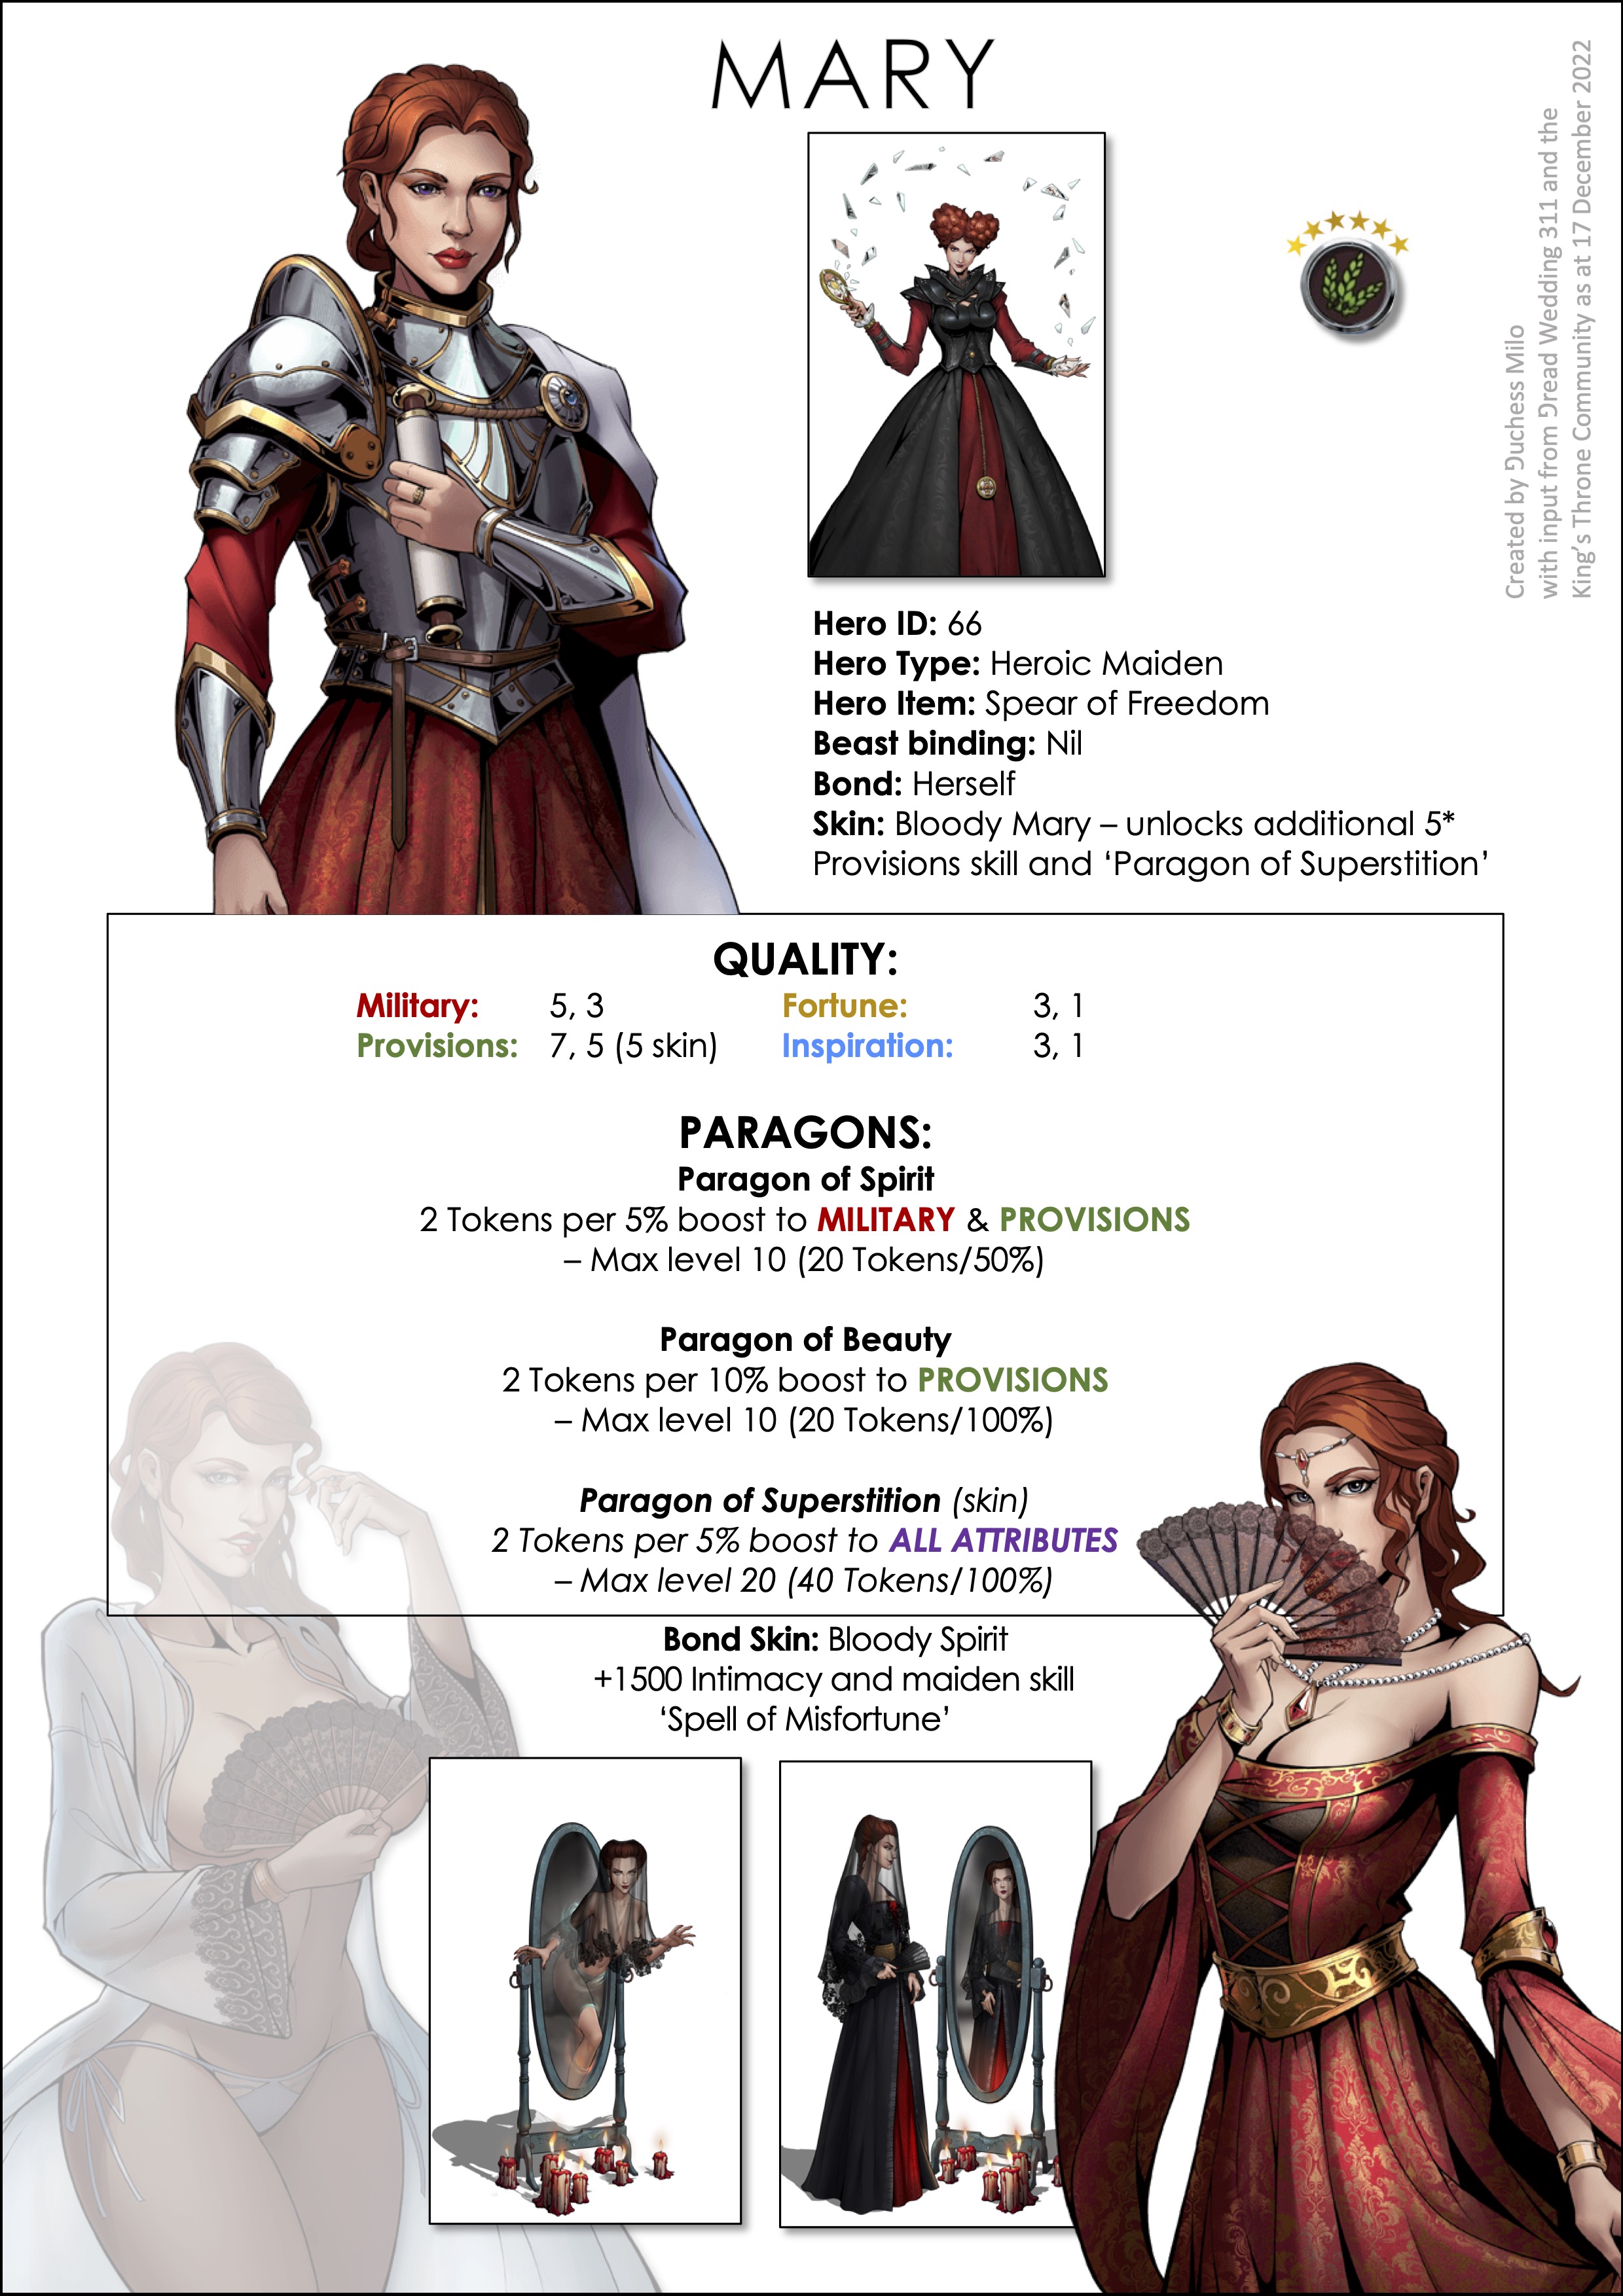 MARY
Created by Duchess Milo
with input from Dread Wedding 311 and the
King's Throne Community as at 17 December 2022
Hero ID: 66
Hero Type: Heroic Maiden
Hero Item: Spear of Freedom
Beast binding: Nil
Bond: Herself
Skin: Bloody Mary – unlocks additional 5*
Provisions skill and ‘Paragon of Superstition’
QUALITY:
Military: 5, 3 Fortune: 3, 1
Provisions: 7, 5 (5 skin) Inspiration: 3, 1
PARAGONS:
Paragon of Spirit
2 Tokens per 5% boost to MILITARY & PROVISIONS
– Max level 10 (20 Tokens/50%)
Paragon of Beauty
2 Tokens per 10% boost to PROVISIONS
– Max level 10 (20 Tokens/100%)
Paragon of Superstition (skin)
2 Tokens per 5% boost to ALL ATTRIBUTES
– Max level 20 (40 Tokens/100%)
Bond Skin: Bloody Spirit
+1500 Intimacy and maiden skill
‘Spell of Misfortune’